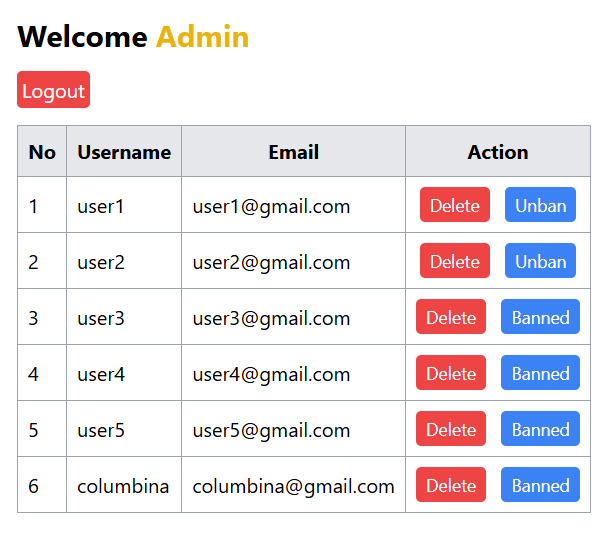 Welcome Admin
Logout
No Username Email Action
1 user1 user1@gmail.com Delete Unban
2 user2 user2@gmail.com Delete Unban
3 user3 user3@gmail.com Delete Banned
4 user4 user4@gmail.com Delete Banned
5 user5 user5@gmail.com Delete Banned
6 columbina columbina@gmail.com Delete Banned